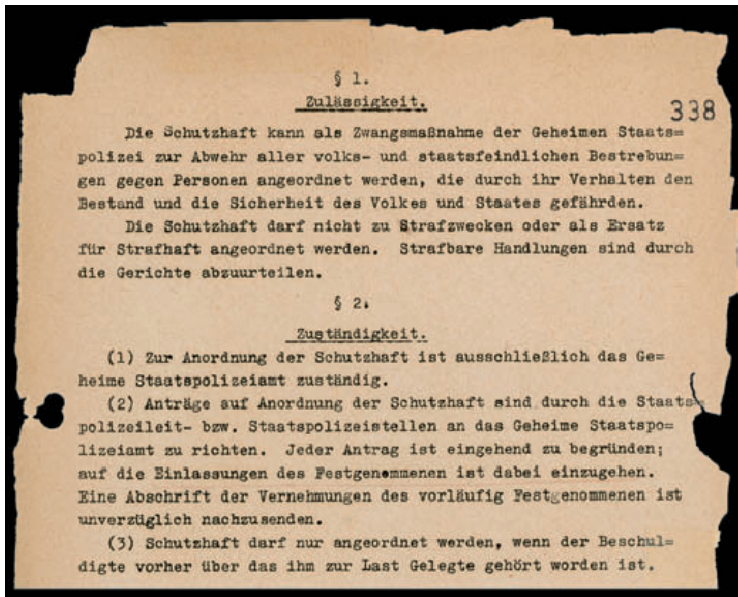 § 1.
Zulässigkeit.
338
Die Schutzhaft kann als Zwangsmaßnahme der Geheimen Staats=
polizei zur Abwehr aller volks- und staatsfeindlichen Bestrebun=
gen gegen Personen angeordnet werden, die durch ihr Verhalten den
Bestand und die Sicherheit des Volkes und Staates gefährden.
Die Schutzhaft darf nicht zu Strafzwecken oder als Ersatz
für Strafhaft angeordnet werden. Strafbare Handlungen sind durch
die Gerichte abzuurteilen.
§ 2.
Zuständigkeit.
(1) Zur Anordnung der Schutzhaft ist ausschließlich das Ge=
heime Staatspolizeiamt zuständig.
(2) Anträge auf Anordnung der Schutzhaft sind durch die Staats=
polizeileit- bzw. Staatspolizeistellen an das Geheime Staatspo=
lizeiamt zu richten. Jeder Antrag ist eingehend zu begründen;
auf die Einlassungen des Festgenommenen ist dabei einzugehen.
Eine Abschrift der Vernehmungen des vorläufig Festgenommenen ist
unverzüglich nachzusenden.
(3) Schutzhaft darf nur angeordnet werden, wenn der Beschul=
digte vorher über das ihm zur Last Gelegte gehört worden ist.